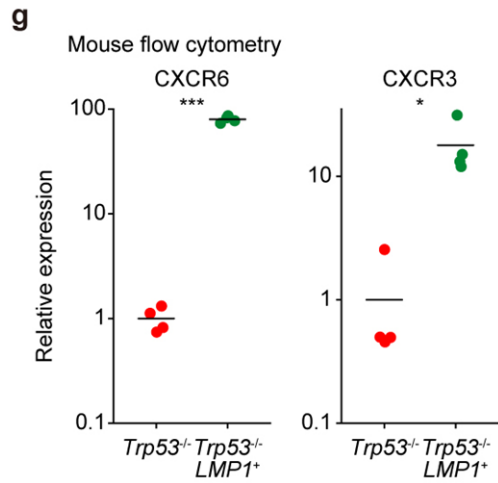 g
Mouse flow cytometry
CXCR6
CXCR3
***
*
Relative expression
100
10
1
0.1
10
1
0.1
Trp53-/- Trp53-/-
LMP1+
Trp53-/- Trp53-/-
LMP1+